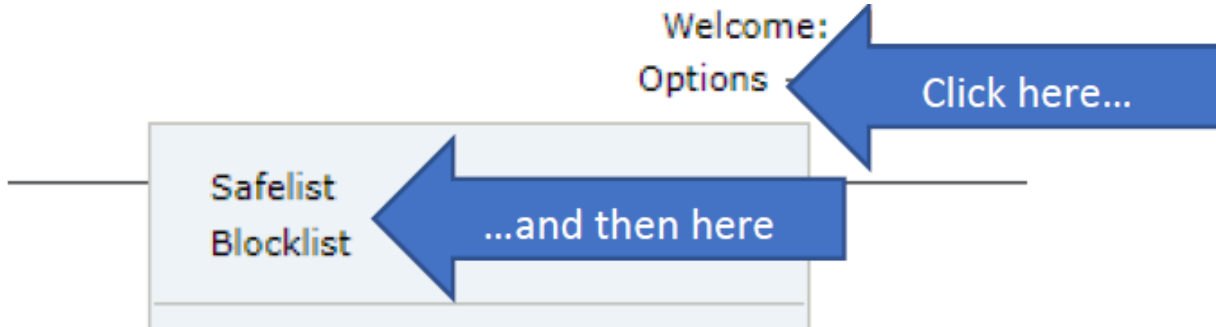 Welcome:
Options
Click here...
Safelist
...and then here
Blocklist